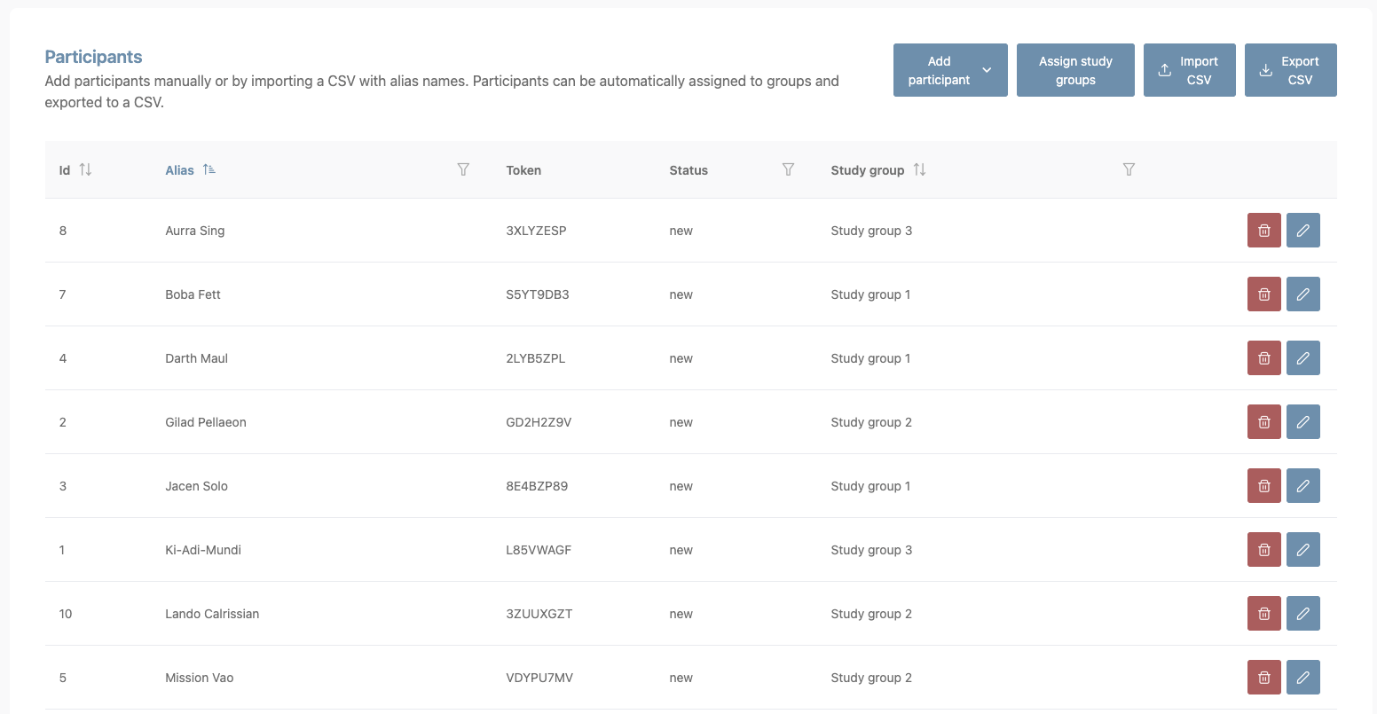 Participants
Add participants manually or by importing a CSV with alias names. Participants can be automatically assigned to groups and
exported to a CSV.
Add
participant
Assign study
groups
Import
CSV
Export
CSV
Id Alias Token Status Study group
8 Aurra Sing 3XLYZESP new Study group 3
7 Boba Fett S5YT9DB3 new Study group 1
4 Darth Maul 2LYB5ZPL new Study group 1
2 Gilad Pellaeon GD2H2Z9V new Study group 2
3 Jacen Solo 8E4BZP89 new Study group 1
1 Ki-Adi-Mundi L85VWAGF new Study group 3
10 Lando Calrissian 3ZUUXGZT new Study group 2
5 Mission Vao VDYPU7MV new Study group 2